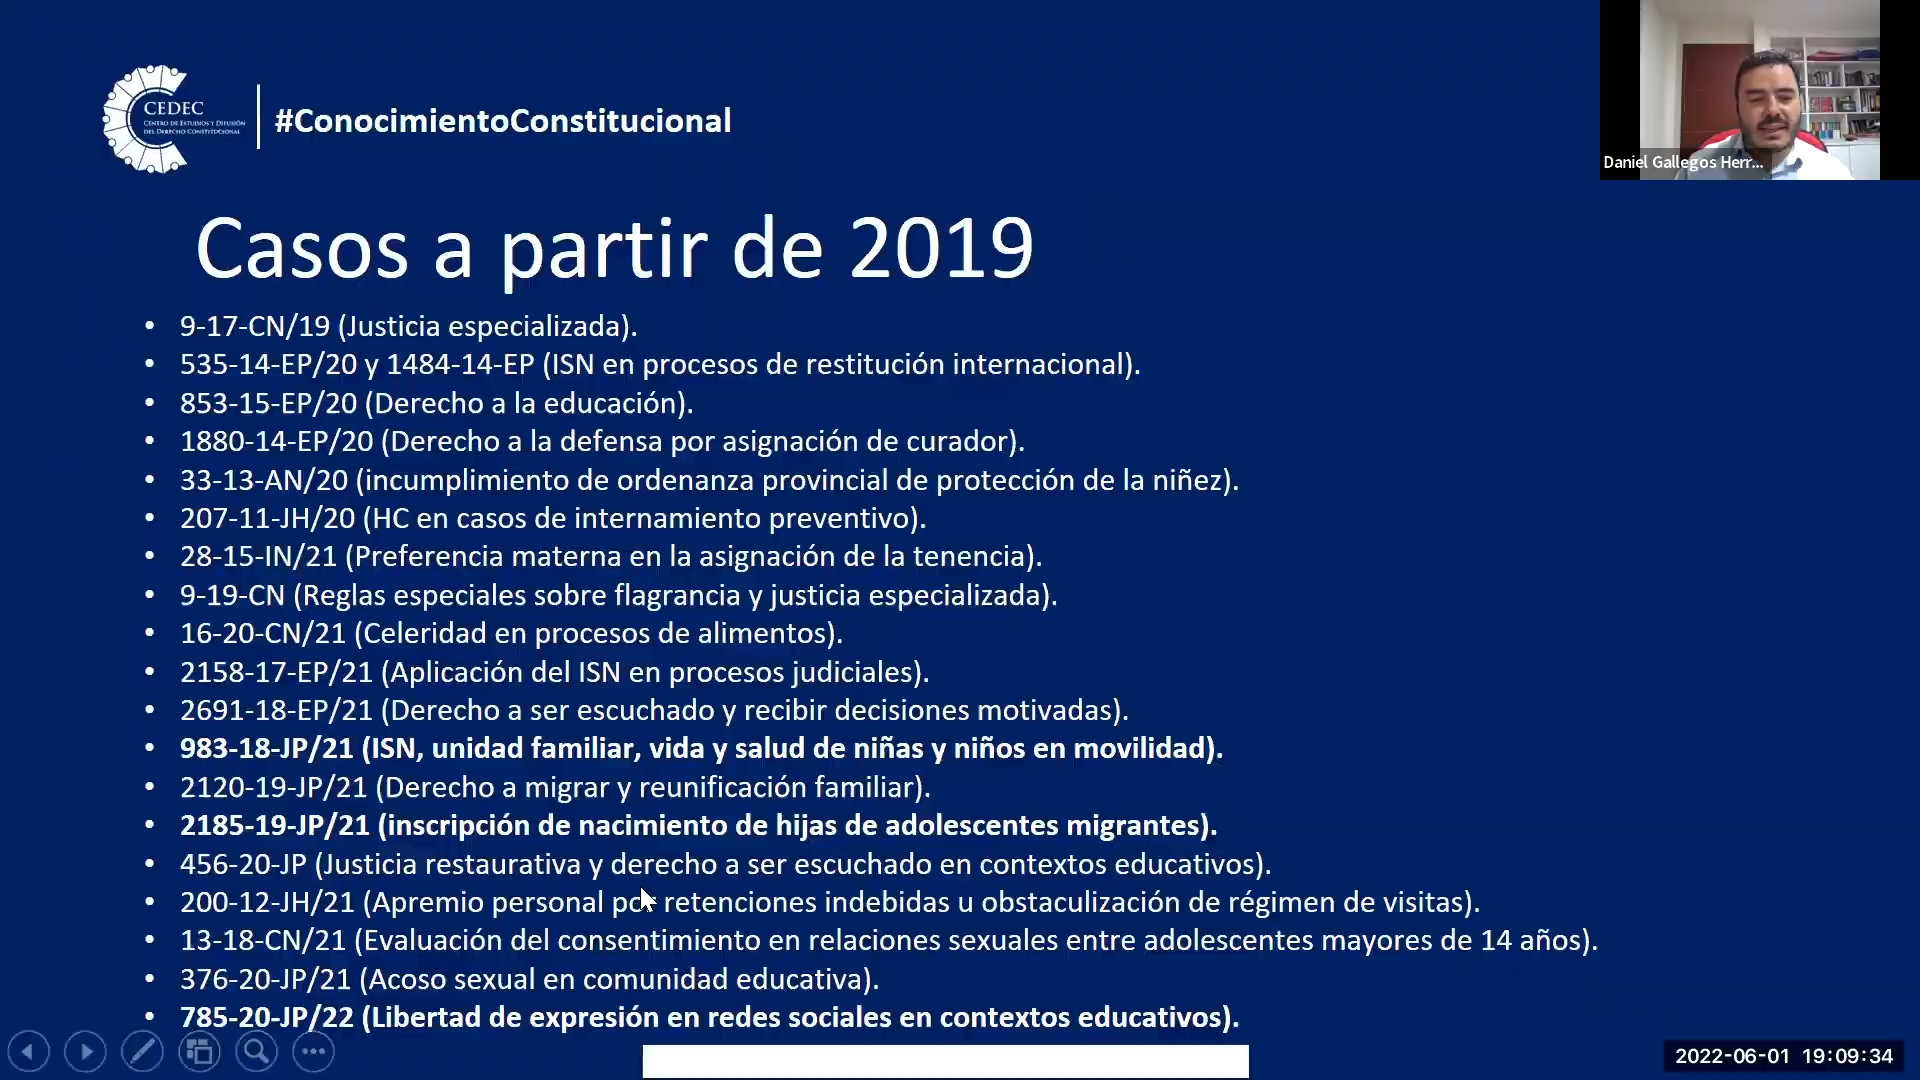 CEDEC
CENTRO DE ESTUDIOS Y DIFUSIÓN
DEL DERECHO CONSTITUCIONAL
#ConocimientoConstitucional
Daniel Gallegos Herr...
Casos a partir de 2019
• 9-17-CN/19 (Justicia especializada).
• 535-14-EP/20 y 1484-14-EP (ISN en procesos de restitución internacional).
• 853-15-EP/20 (Derecho a la educación).
• 1880-14-EP/20 (Derecho a la defensa por asignación de curador).
• 33-13-AN/20 (incumplimiento de ordenanza provincial de protección de la niñez).
• 207-11-JH/20 (HC en casos de internamiento preventivo).
• 28-15-IN/21 (Preferencia materna en la asignación de la tenencia).
• 9-19-CN (Reglas especiales sobre flagrancia y justicia especializada).
• 16-20-CN/21 (Celeridad en procesos de alimentos).
• 2158-17-EP/21 (Aplicación del ISN en procesos judiciales).
• 2691-18-EP/21 (Derecho a ser escuchado y recibir decisiones motivadas).
• 983-18-JP/21 (ISN, unidad familiar, vida y salud de niñas y niños en movilidad).
• 2120-19-JP/21 (Derecho a migrar y reunificación familiar).
• 2185-19-JP/21 (inscripción de nacimiento de hijas de adolescentes migrantes).
• 456-20-JP (Justicia restaurativa y derecho a ser escuchado en contextos educativos).
• 200-12-JH/21 (Apremio personal por retenciones indebidas u obstaculización de régimen de visitas).
• 13-18-CN/21 (Evaluación del consentimiento en relaciones sexuales entre adolescentes mayores de 14 años).
• 376-20-JP/21 (Acoso sexual en comunidad educativa).
• 785-20-JP/22 (Libertad de expresión en redes sociales en contextos educativos).
2022-06-01 19:09:34